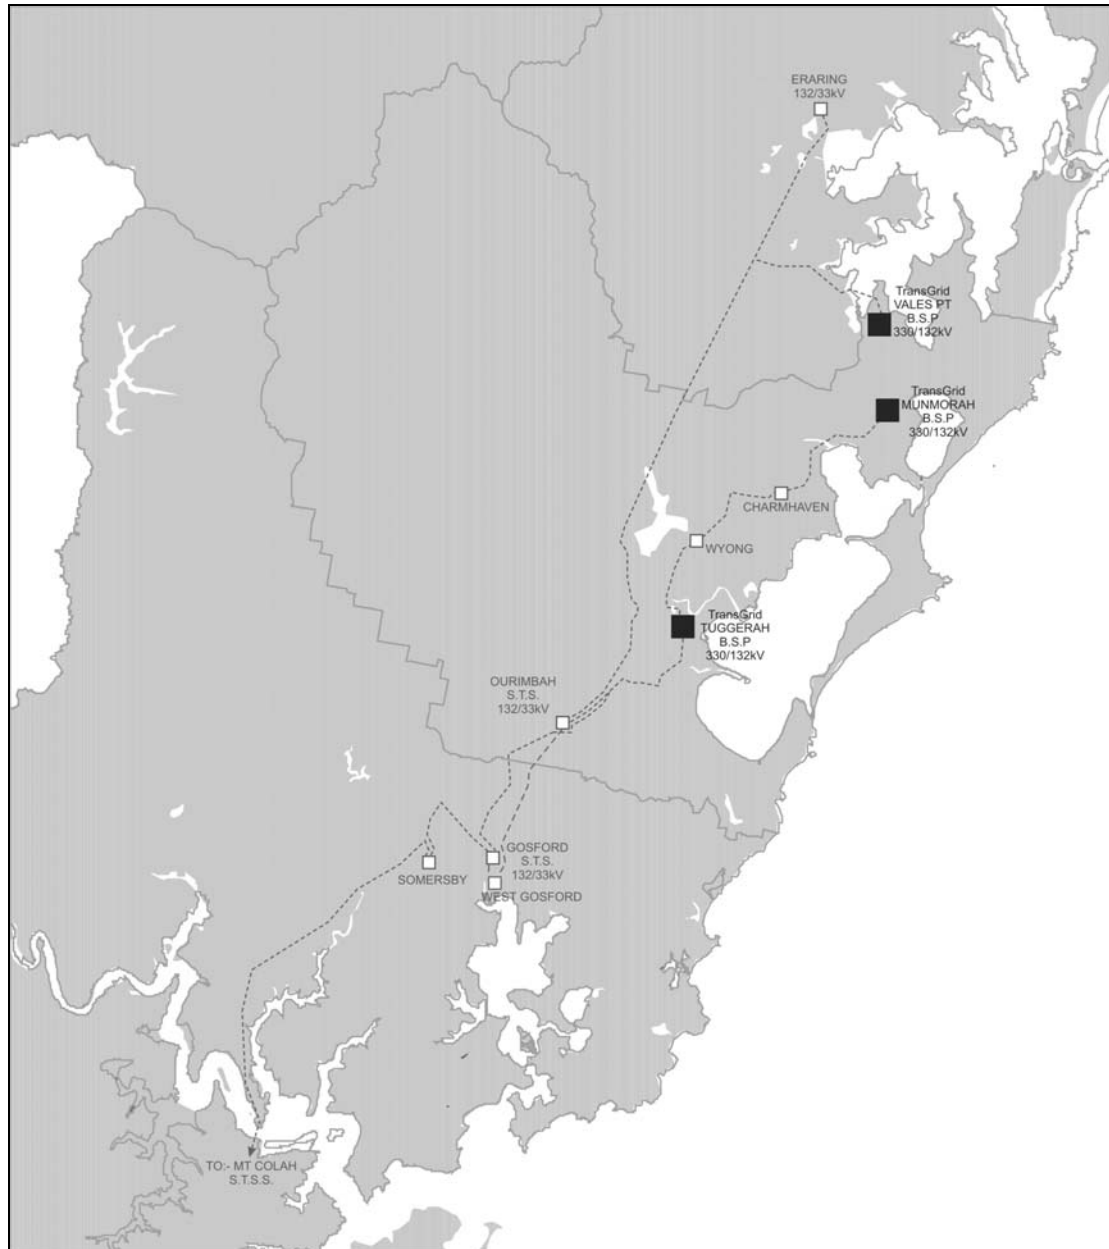 ERARING
132/33kV
TransGrid
VALES PT
B.S.P
330/132kV
TransGrid
MUNMORAH
B.S.P
330/132kV
CHARMHAVEN
WYONG
TransGrid
TUGGERAH
B.S.P
330/132kV
OURIMBAH
S.T.S.
132/33kV
GOSFORD
S.T.S.
132/33kV
SOMERSBY
WEST GOSFORD
TO:- MT COLAH
S.T.S.S.